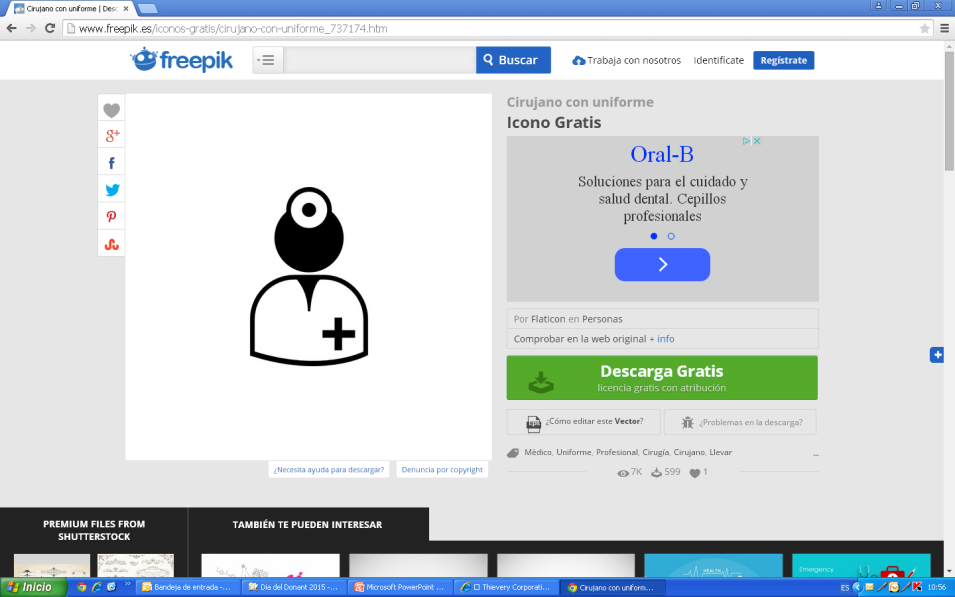 Cirujano con uniforme | Desc
www.freepik.es/iconos-gratis/cirujano-con-uniforme_737174.htm
freepik
Buscar
Trabaja con nosotros
Identifícate
Regístrate
Cirujano con uniforme
Icono Gratis
Oral-B
Soluciones para el cuidado y
salud dental. Cepillos
profesionales
Por Flaticon en Personas
Comprobar en la web original + info
Descarga Gratis
licencia gratis con atribución
¿Cómo editar este Vector?
¿Problemas en la descarga?
Médico, Uniforme, Profesional, Cirugía, Cirujano, Llevar
...
7K 599 1
¿Necesita ayuda para descargar?
Denuncia por copyright
PREMIUM FILES FROM
SHUTTERSTOCK
TAMBIÉN TE PUEDEN INTERESAR
HEALTH
Emergency
Inicio
Bandeja de entrada -...
Dia del Donant 2015 -...
Microsoft PowerPoint ...
Thievery Corporati...
Cirujano con uniform...
ES
10:56